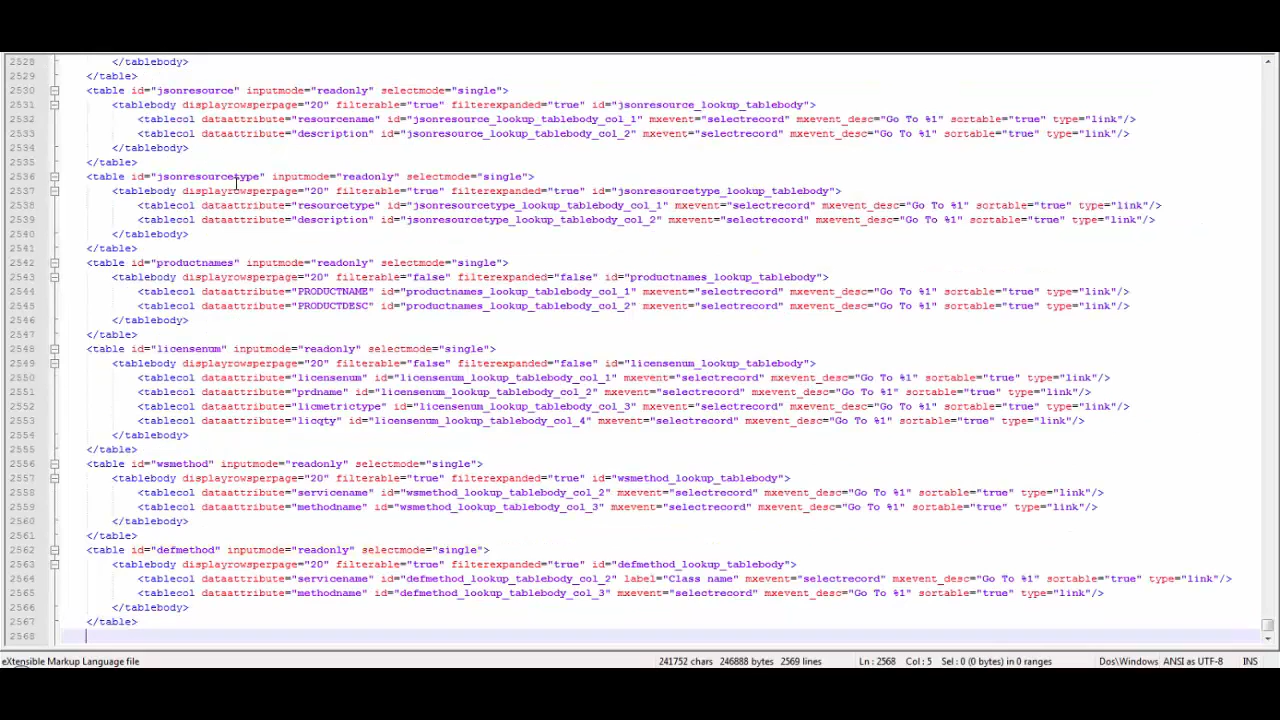 2528 </tablebody>
2529 </table>
2530 <table id="jsonresource" inputmode="readonly" selectmode="single">
2531 <tablebody displayrowsperpage="20" filterable="true" filterexpanded="true" id="jsonresource_lookup_tablebody">
2532 <tablecol dataattribute="resourcename" id="jsonresource_lookup_tablebody_col_1" mxevent="selectrecord" mxevent_desc="Go To %1" sortable="true" type="link"/>
2533 <tablecol dataattribute="description" id="jsonresource_lookup_tablebody_col_2" mxevent="selectrecord" mxevent_desc="Go To %1" sortable="true" type="link"/>
2534 </tablebody>
2535 </table>
2536 <table id="jsonresourcetype" inputmode="readonly" selectmode="single">
2537 <tablebody displayrowsperpage="20" filterable="true" filterexpanded="true" id="jsonresourcetype_lookup_tablebody">
2538 <tablecol dataattribute="resourcetype" id="jsonresourcetype_lookup_tablebody_col_1" mxevent="selectrecord" mxevent_desc="Go To %1" sortable="true" type="link"/>
2539 <tablecol dataattribute="description" id="jsonresourcetype_lookup_tablebody_col_2" mxevent="selectrecord" mxevent_desc="Go To %1" sortable="true" type="link"/>
2540 </tablebody>
2541 </table>
2542 <table id="productnames" inputmode="readonly" selectmode="single">
2543 <tablebody displayrowsperpage="20" filterable="false" filterexpanded="false" id="productnames_lookup_tablebody">
2544 <tablecol dataattribute="PRODUCTNAME" id="productnames_lookup_tablebody_col_1" mxevent="selectrecord" mxevent_desc="Go To %1" sortable="true" type="link"/>
2545 <tablecol dataattribute="PRODUCTDESC" id="productnames_lookup_tablebody_col_2" mxevent="selectrecord" mxevent_desc="Go To %1" sortable="true" type="link"/>
2546 </tablebody>
2547 </table>
2548 <table id="licensenum" inputmode="readonly" selectmode="single">
2549 <tablebody displayrowsperpage="20" filterable="false" filterexpanded="false" id="licensenum_lookup_tablebody">
2550 <tablecol dataattribute="licensenum" id="licensenum_lookup_tablebody_col_1" mxevent="selectrecord" mxevent_desc="Go To %1" sortable="true" type="link"/>
2551 <tablecol dataattribute="prdname" id="licensenum_lookup_tablebody_col_2" mxevent="selectrecord" mxevent_desc="Go To %1" sortable="true" type="link"/>
2552 <tablecol dataattribute="licmetrictype" id="licensenum_lookup_tablebody_col_3" mxevent="selectrecord" mxevent_desc="Go To %1" sortable="true" type="link"/>
2553 <tablecol dataattribute="licqty" id="licensenum_lookup_tablebody_col_4" mxevent="selectrecord" mxevent_desc="Go To %1" sortable="true" type="link"/>
2554 </tablebody>
2555 </table>
2556 <table id="wsmethod" inputmode="readonly" selectmode="single">
2557 <tablebody displayrowsperpage="20" filterable="true" filterexpanded="true" id="wsmethod_lookup_tablebody">
2558 <tablecol dataattribute="servicename" id="wsmethod_lookup_tablebody_col_2" mxevent="selectrecord" mxevent_desc="Go To %1" sortable="true" type="link"/>
2559 <tablecol dataattribute="methodname" id="wsmethod_lookup_tablebody_col_3" mxevent="selectrecord" mxevent_desc="Go To %1" sortable="true" type="link"/>
2560 </tablebody>
2561 </table>
2562 <table id="defmethod" inputmode="readonly" selectmode="single">
2563 <tablebody displayrowsperpage="20" filterable="true" filterexpanded="true" id="defmethod_lookup_tablebody">
2564 <tablecol dataattribute="servicename" id="defmethod_lookup_tablebody_col_2" label="Class name" mxevent="selectrecord" mxevent_desc="Go To %1" sortable="true" type="link"/>
2565 <tablecol dataattribute="methodname" id="defmethod_lookup_tablebody_col_3" mxevent="selectrecord" mxevent_desc="Go To %1" sortable="true" type="link"/>
2566 </tablebody>
2567 </table>
2568
eXtensible Markup Language file 241752 chars 246888 bytes 2569 lines Ln : 2568 Col : 5 Sel : 0 (0 bytes) in 0 ranges Dos\Windows ANSI as UTF-8 INS